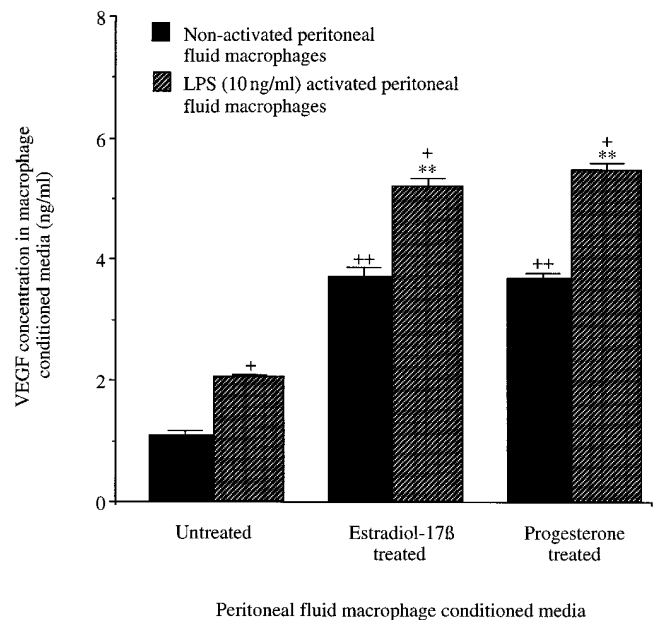 8
Non-activated peritoneal
fluid macrophages
LPS (10 ng/ml) activated peritoneal
fluid macrophages
6
4
2
0
VEGF concentration in macrophage
conditioned media (ng/ml)
+
++
+
**
++
+
**
Untreated
Estradiol-17ß
treated
Progesterone
treated
Peritoneal fluid macrophage conditioned media